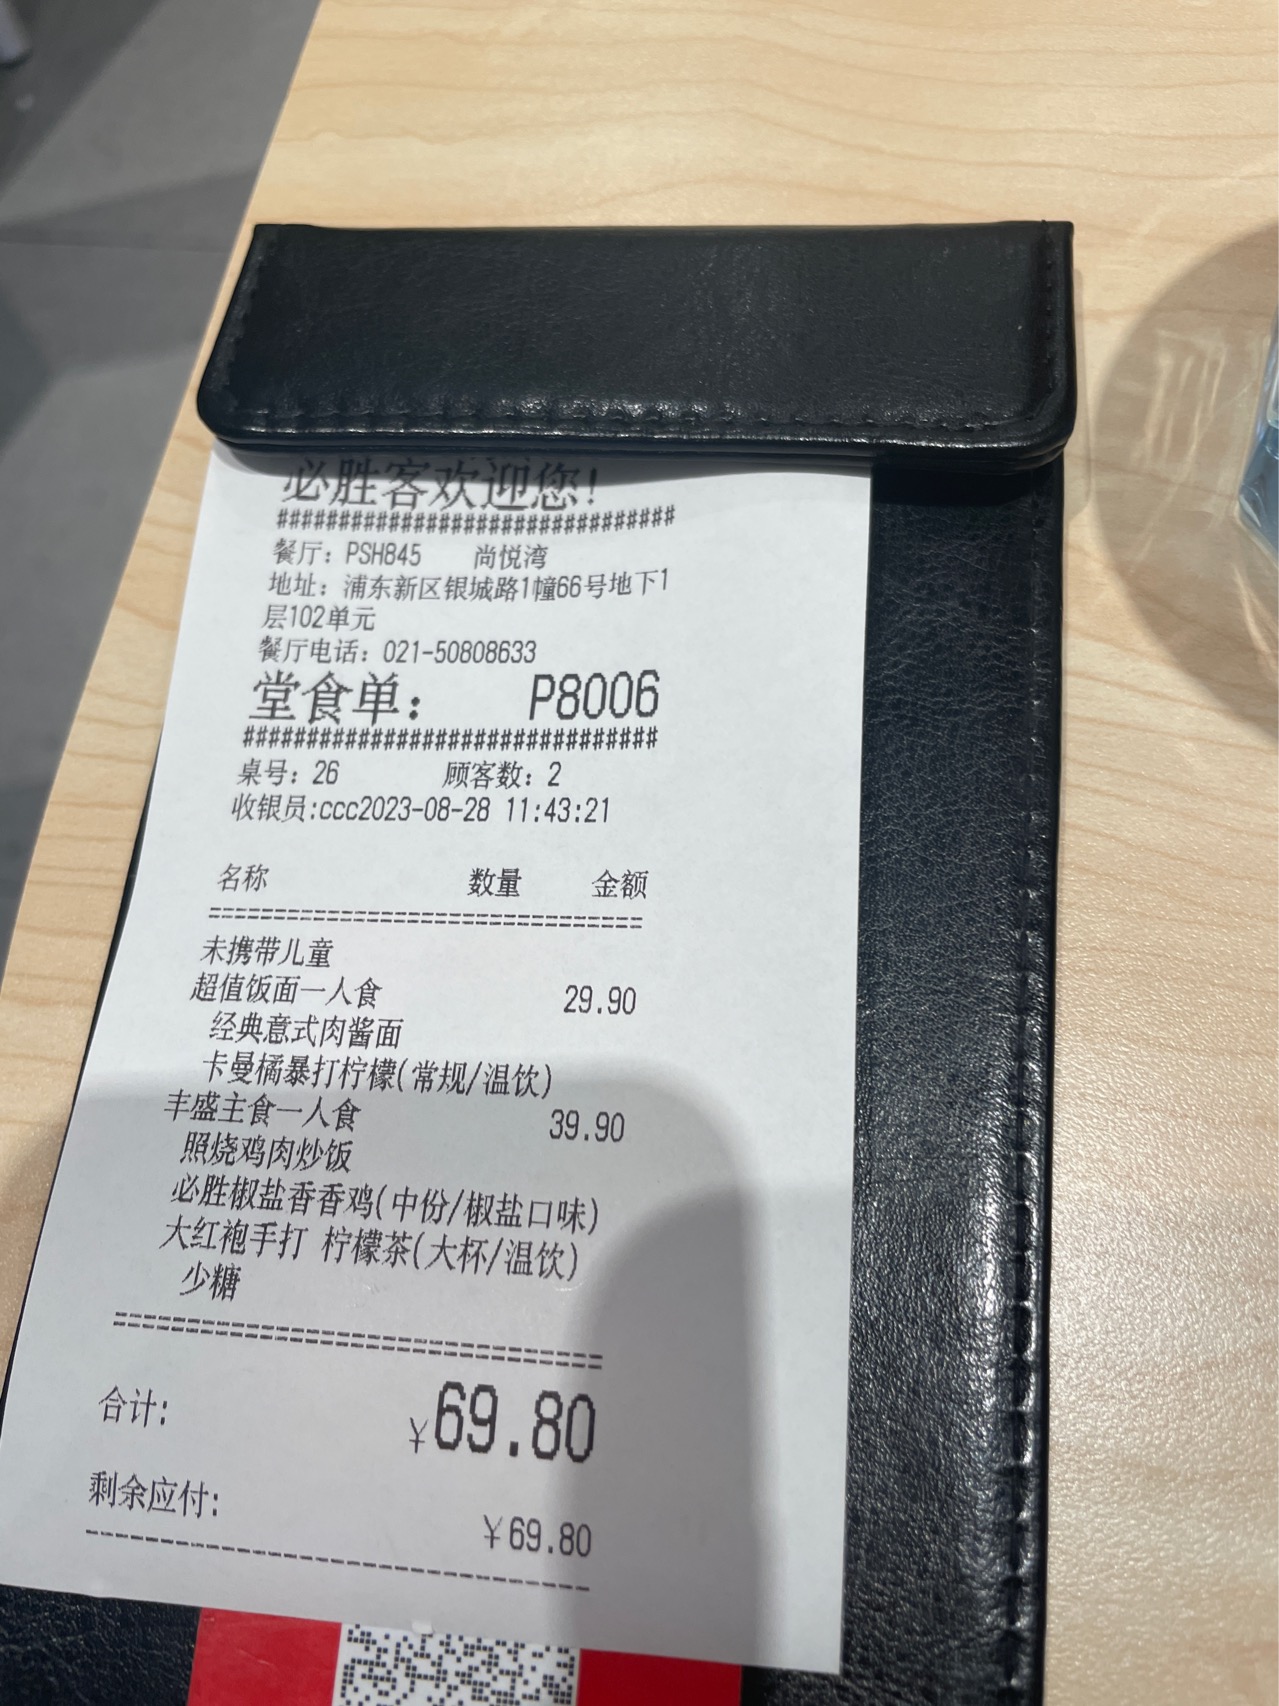 必胜客欢迎您!
################################
餐厅: PSH845 尚悦湾
地址: 浦东新区银城路1幢66号地下1
层102单元
餐厅电话: 021-50808633
堂食单: P8006
################################
桌号: 26 顾客数: 2
收银员:ccc2023-08-28 11:43:21
名称 数量 金额
==================================
未携带儿童
超值饭面一人食 29.90
经典意式肉酱面
卡曼橘暴打柠檬(常规/温饮)
丰盛主食一人食 39.90
照烧鸡肉炒饭
必胜椒盐香香鸡(中份/椒盐口味)
大红袍手打 柠檬茶(大杯/温饮)
少糖
==================================
合计: ¥69.80
剩余应付: ¥69.80
----------------------------------